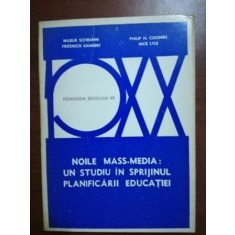 WILBUR SCHRAMM
PHILIP H. COOMBS
FRIEDRICH KAHNERT
JACK LYLE
XX
PEDAGOGIA SECOLULUI XX
NOILE MASS-MEDIA :
UN STUDIU ÎN SPRIJINUL
PLANIFICĂRII EDUCAȚIEI